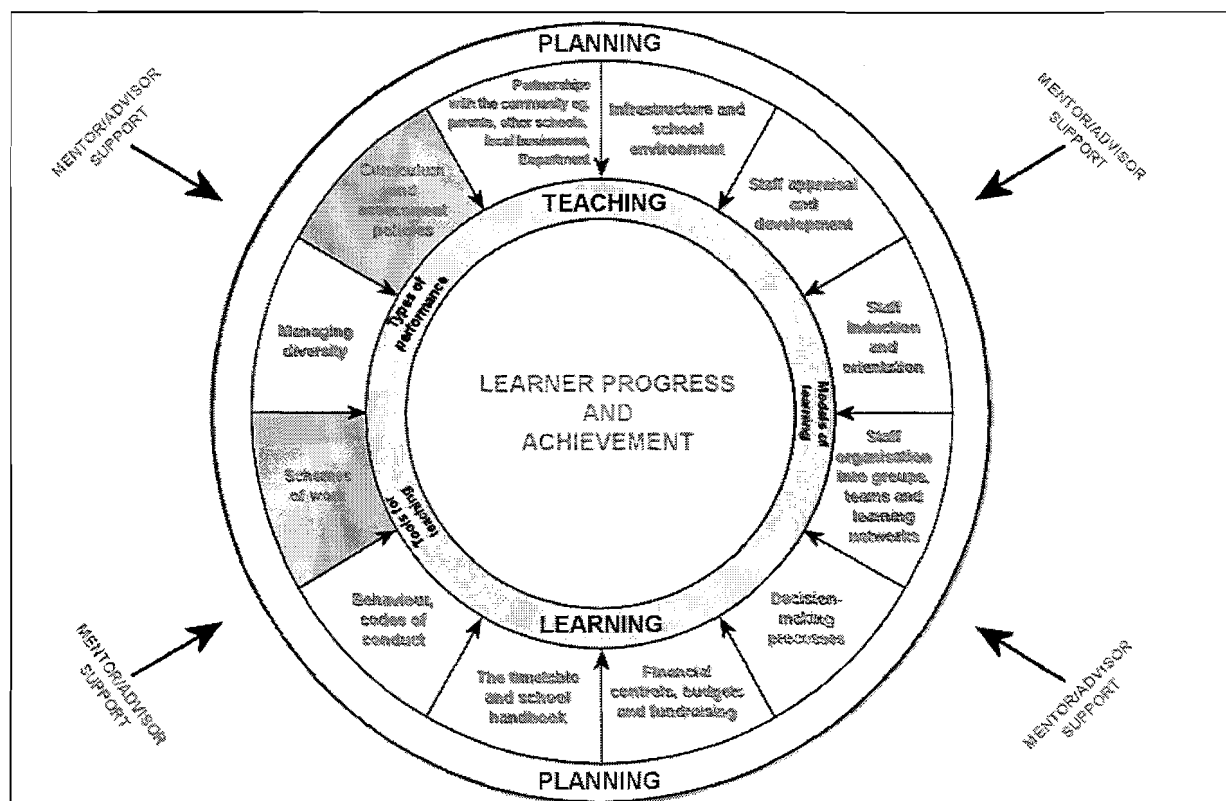 PLANNING
MENTOR/ADVISOR
SUPPORT
MENTOR/ADVISOR
SUPPORT
Partnerships
with the community eg.
parents, other schools,
local businesses,
Department
Infrastructure and
school
environment
Curriculum
and
assessment
policies
TEACHING
Staff appraisal
and
development
Types of
performance
Managing
diversity
Staff
induction
and
orientation
LEARNER PROGRESS
AND
ACHIEVEMENT
Models of
learning
Schemes
of work
Staff
organisation
into groups,
teams and
learning
networks
Tools for
teaching
Behaviour,
codes of
conduct
Decision-
making
processes
LEARNING
The timetable
and school
handbook
Financial
controls, budgets
and fundraising
MENTOR/ADVISOR
SUPPORT
MENTOR/ADVISOR
SUPPORT
PLANNING